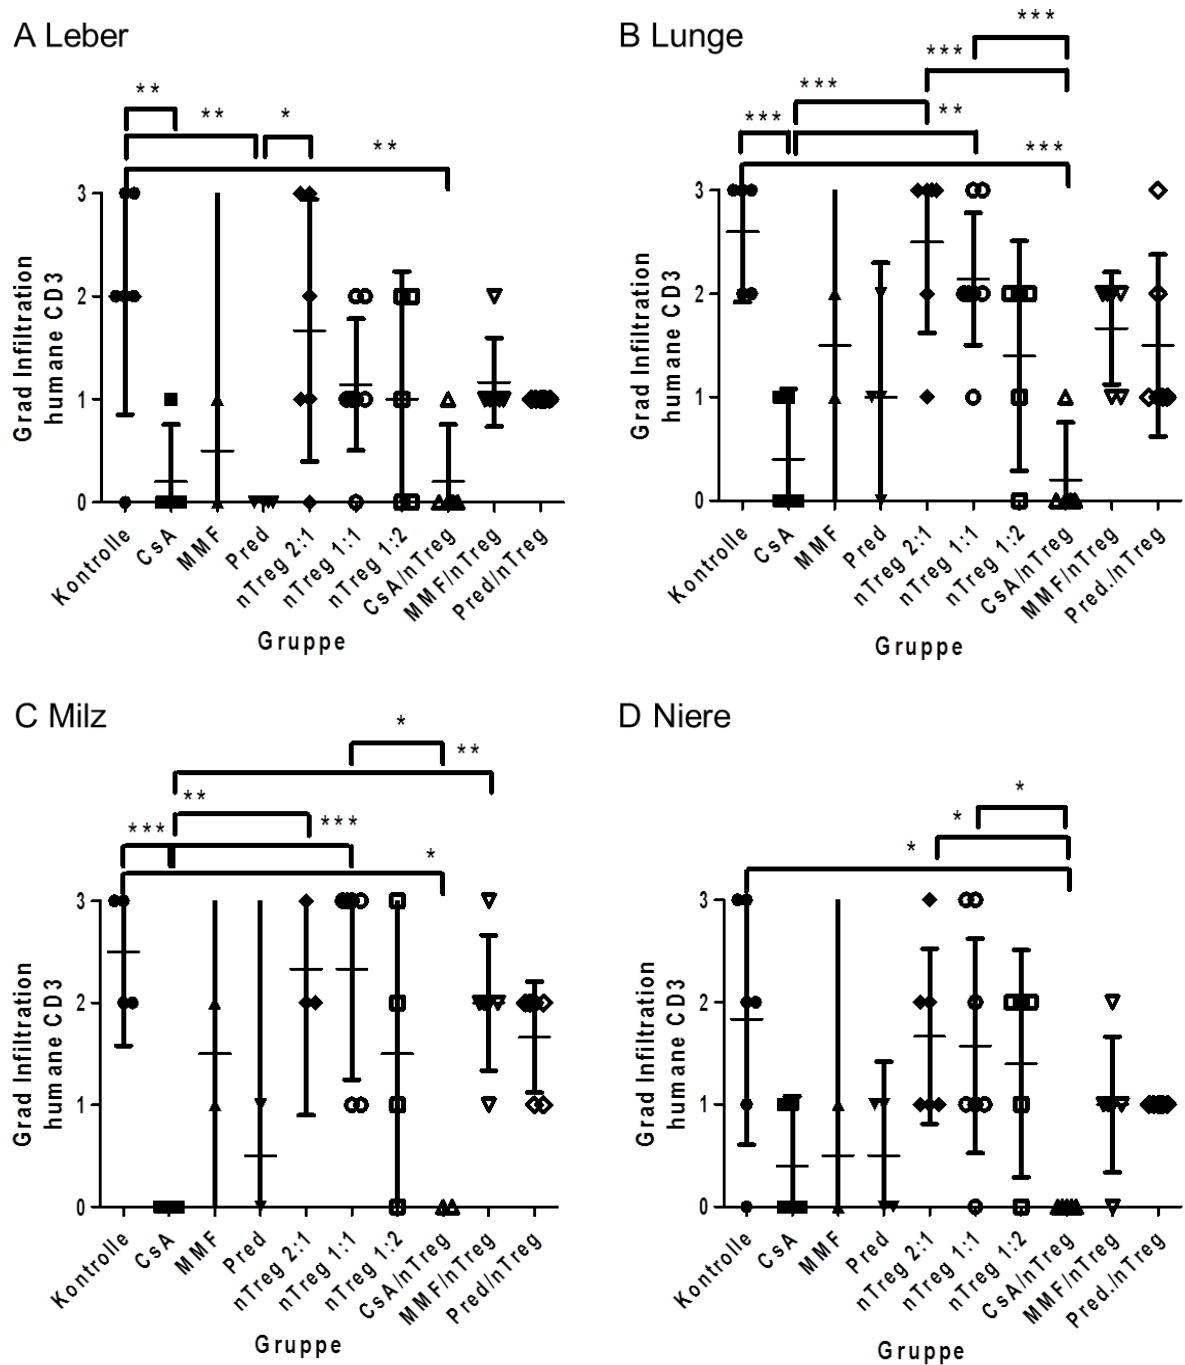 A Leber
** ** * **
Grad Infiltration
humane CD3
3
2
1
0
Kontrolle
CsA
MMF
Pred
nTreg 2:1
nTreg 1:1
nTreg 1:2
CsA/nTreg
MMF/nTreg
Pred/nTreg
Gruppe
B Lunge
***
***
***
**
***
***
Grad Infiltration
humane CD3
3
2
1
0
Kontrolle
CsA
MMF
Pred
nTreg 2:1
nTreg 1:1
nTreg 1:2
CsA/nTreg
MMF/nTreg
Pred./nTreg
Gruppe
C Milz
*
**
**
***
***
*
Grad Infiltration
humane CD3
3
2
1
0
Kontrolle
CsA
MMF
Pred
nTreg 2:1
nTreg 1:1
nTreg 1:2
CsA/nTreg
MMF/nTreg
Pred/nTreg
Gruppe
D Niere
*
*
*
Grad Infiltration
humane CD3
3
2
1
0
Kontrolle
CsA
MMF
Pred
nTreg 2:1
nTreg 1:1
nTreg 1:2
CsA/nTreg
MMF/nTreg
Pred./nTreg
Gruppe